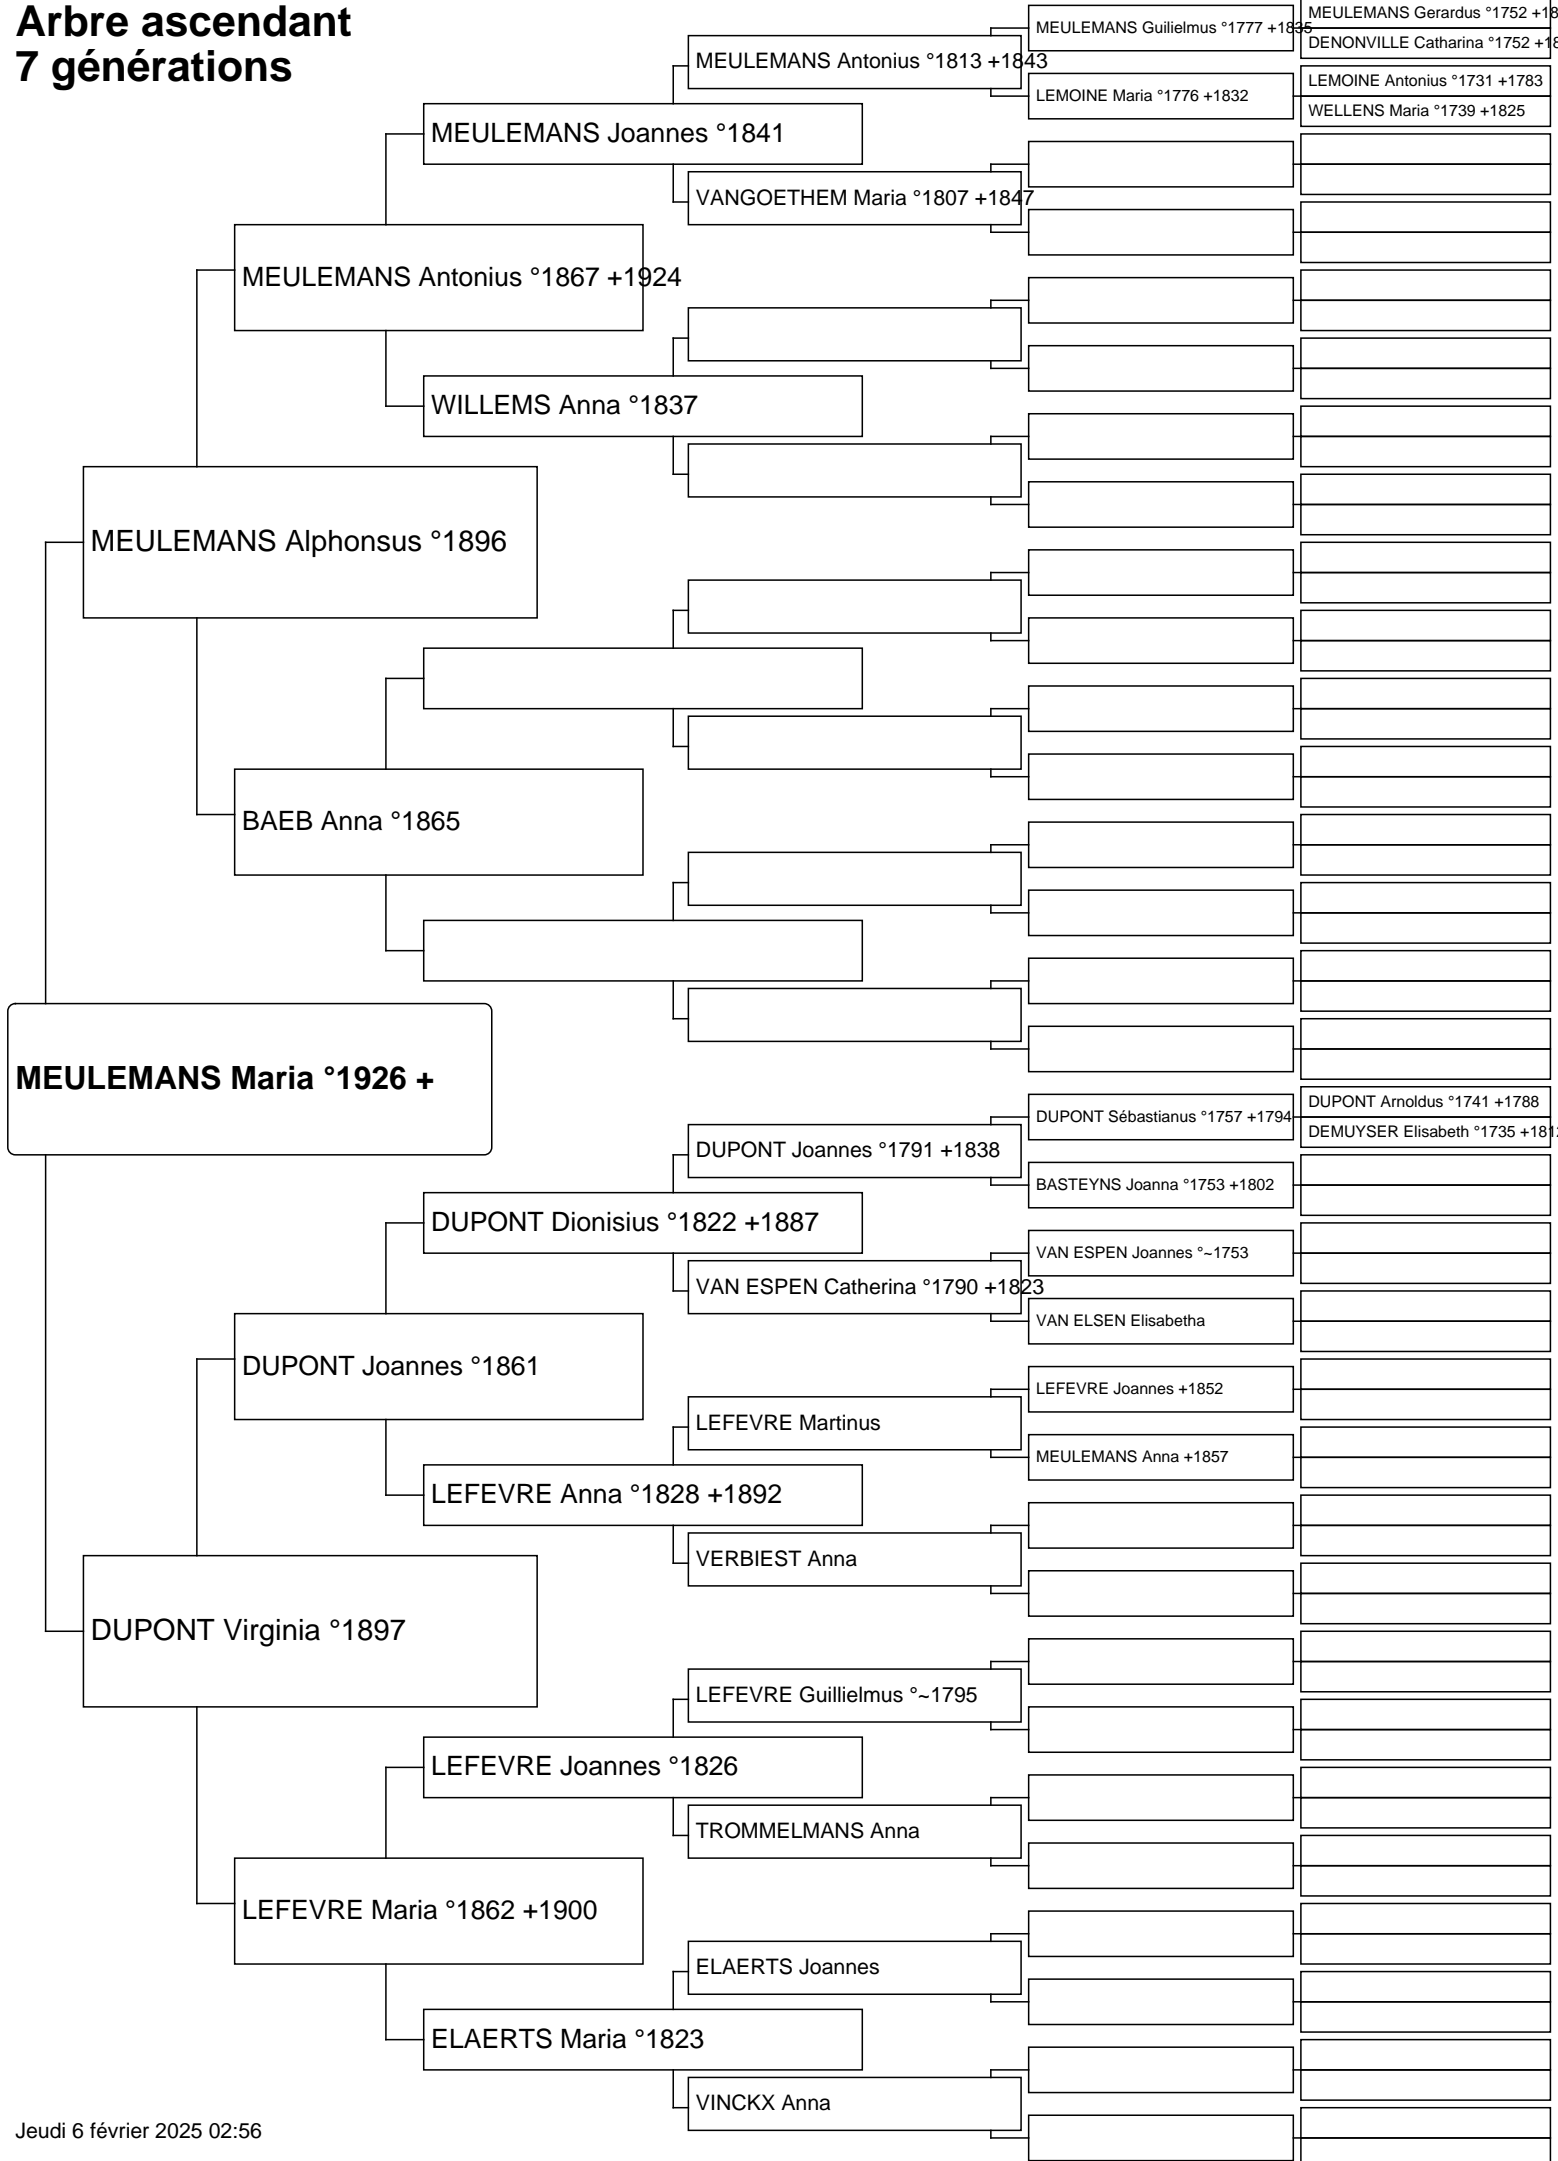 Arbre ascendant
7 générations
MEULEMANS Gerardus °1752 +18
MEULEMANS Guilielmus °1777 +1835
DENONVILLE Catharina °1752 +18
MEULEMANS Antonius °1813 +1843
LEMOINE Antonius °1731 +1783
LEMOINE Maria °1776 +1832
WELLENS Maria °1739 +1825
MEULEMANS Joannes °1841
VANGOETHEM Maria °1807 +1847
MEULEMANS Antonius °1867 +1924
WILLEMS Anna °1837
MEULEMANS Alphonsus °1896
BAEB Anna °1865
MEULEMANS Maria °1926 +
DUPONT Arnoldus °1741 +1788
DUPONT Sébastianus °1757 +1794
DEMUYSER Elisabeth °1735 +1812
DUPONT Joannes °1791 +1838
BASTEYNS Joanna °1753 +1802
DUPONT Dionisius °1822 +1887
VAN ESPEN Joannes °~1753
VAN ESPEN Catherina °1790 +1823
VAN ELSEN Elisabetha
DUPONT Joannes °1861
LEFEVRE Joannes +1852
LEFEVRE Martinus
MEULEMANS Anna +1857
LEFEVRE Anna °1828 +1892
VERBIEST Anna
DUPONT Virginia °1897
LEFEVRE Guillielmus °~1795
LEFEVRE Joannes °1826
TROMMELMANS Anna
LEFEVRE Maria °1862 +1900
ELAERTS Joannes
ELAERTS Maria °1823
VINCKX Anna
Jeudi 6 février 2025 02:56